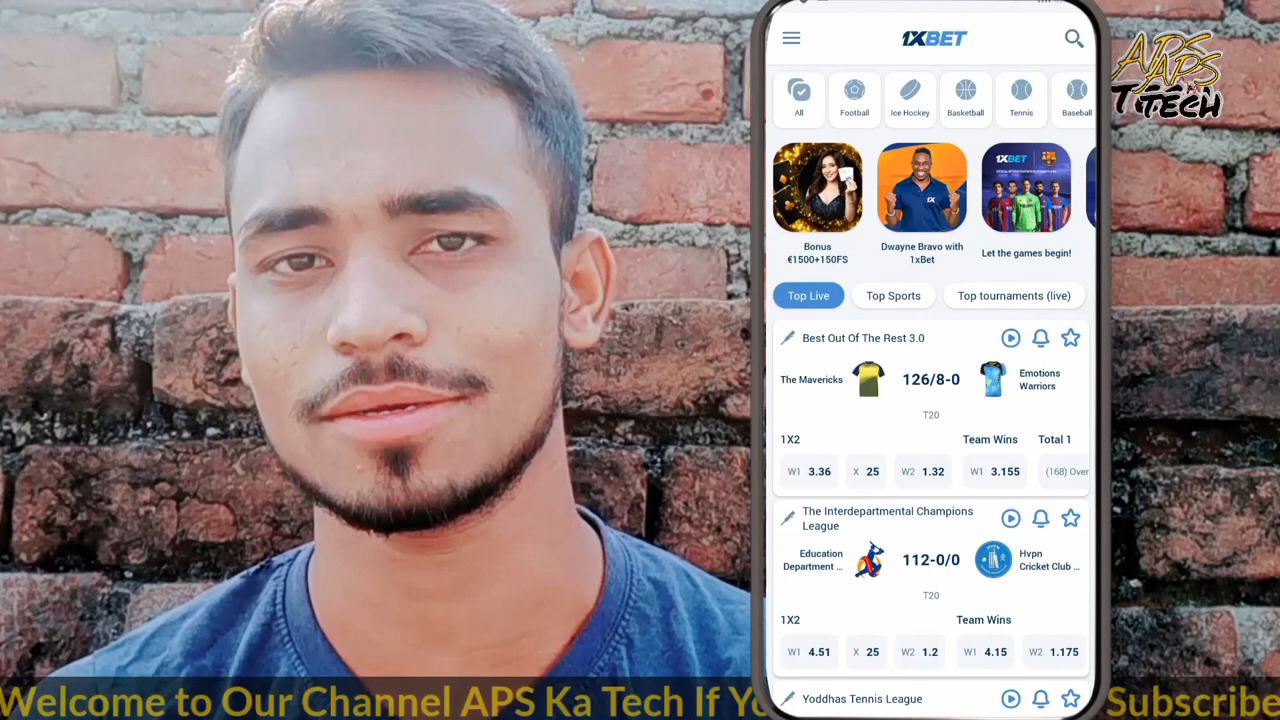 1XBET
All
Football
Ice Hockey
Basketball
Tennis
Baseball
1XBET
1X
Bonus
€1500+150FS
Dwayne Bravo with
1xBet
Let the games begin!
Top Live
Top Sports
Top tournaments (live)
Best Out Of The Rest 3.0
The Mavericks
126/8-0
Emotions
Warriors
T20
1X2
Team Wins
Total 1
W1 3.36
X 25
W2 1.32
W1 3.155
(168) Over
The Interdepartmental Champions
League
Education
Department ...
112-0/0
Hvpn
Cricket Club ...
T20
1X2
Team Wins
W1 4.51
X 25
W2 1.2
W1 4.15
W2 1.175
Yoddhas Tennis League
APS
APS
TECH
Welcome to Our Channel APS Ka Tech If Yo
Subscribe